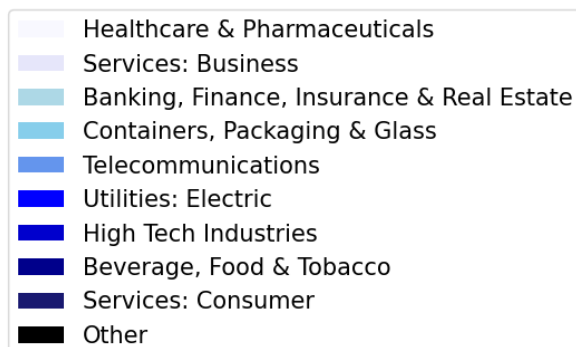 Healthcare & Pharmaceuticals
Services: Business
Banking, Finance, Insurance & Real Estate
Containers, Packaging & Glass
Telecommunications
Utilities: Electric
High Tech Industries
Beverage, Food & Tobacco
Services: Consumer
Other